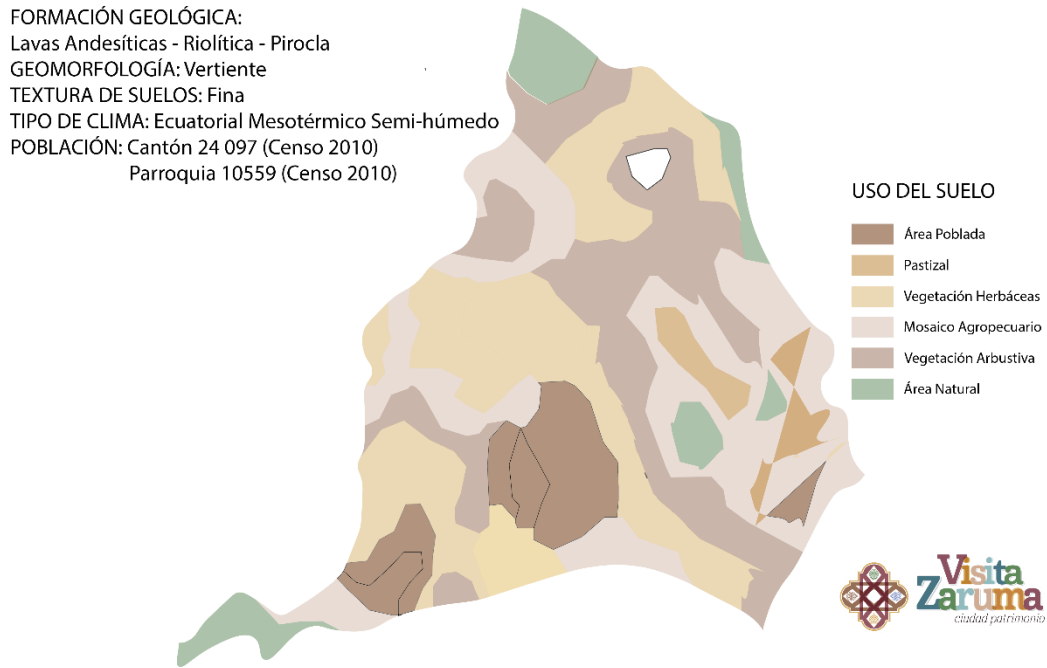 FORMACIÓN GEOLÓGICA:
Lavas Andesíticas - Riolítica - Pirocla
GEOMORFOLOGÍA: Vertiente
TEXTURA DE SUELOS: Fina
TIPO DE CLIMA: Ecuatorial Mesotérmico Semi-húmedo
POBLACIÓN: Cantón 24 097 (Censo 2010)
Parroquia 10559 (Censo 2010)
USO DEL SUELO
Área Poblada
Pastizal
Vegetación Herbáceas
Mosaico Agropecuario
Vegetación Arbustiva
Área Natural
Visita
Zaruma
ciudad patrimonio